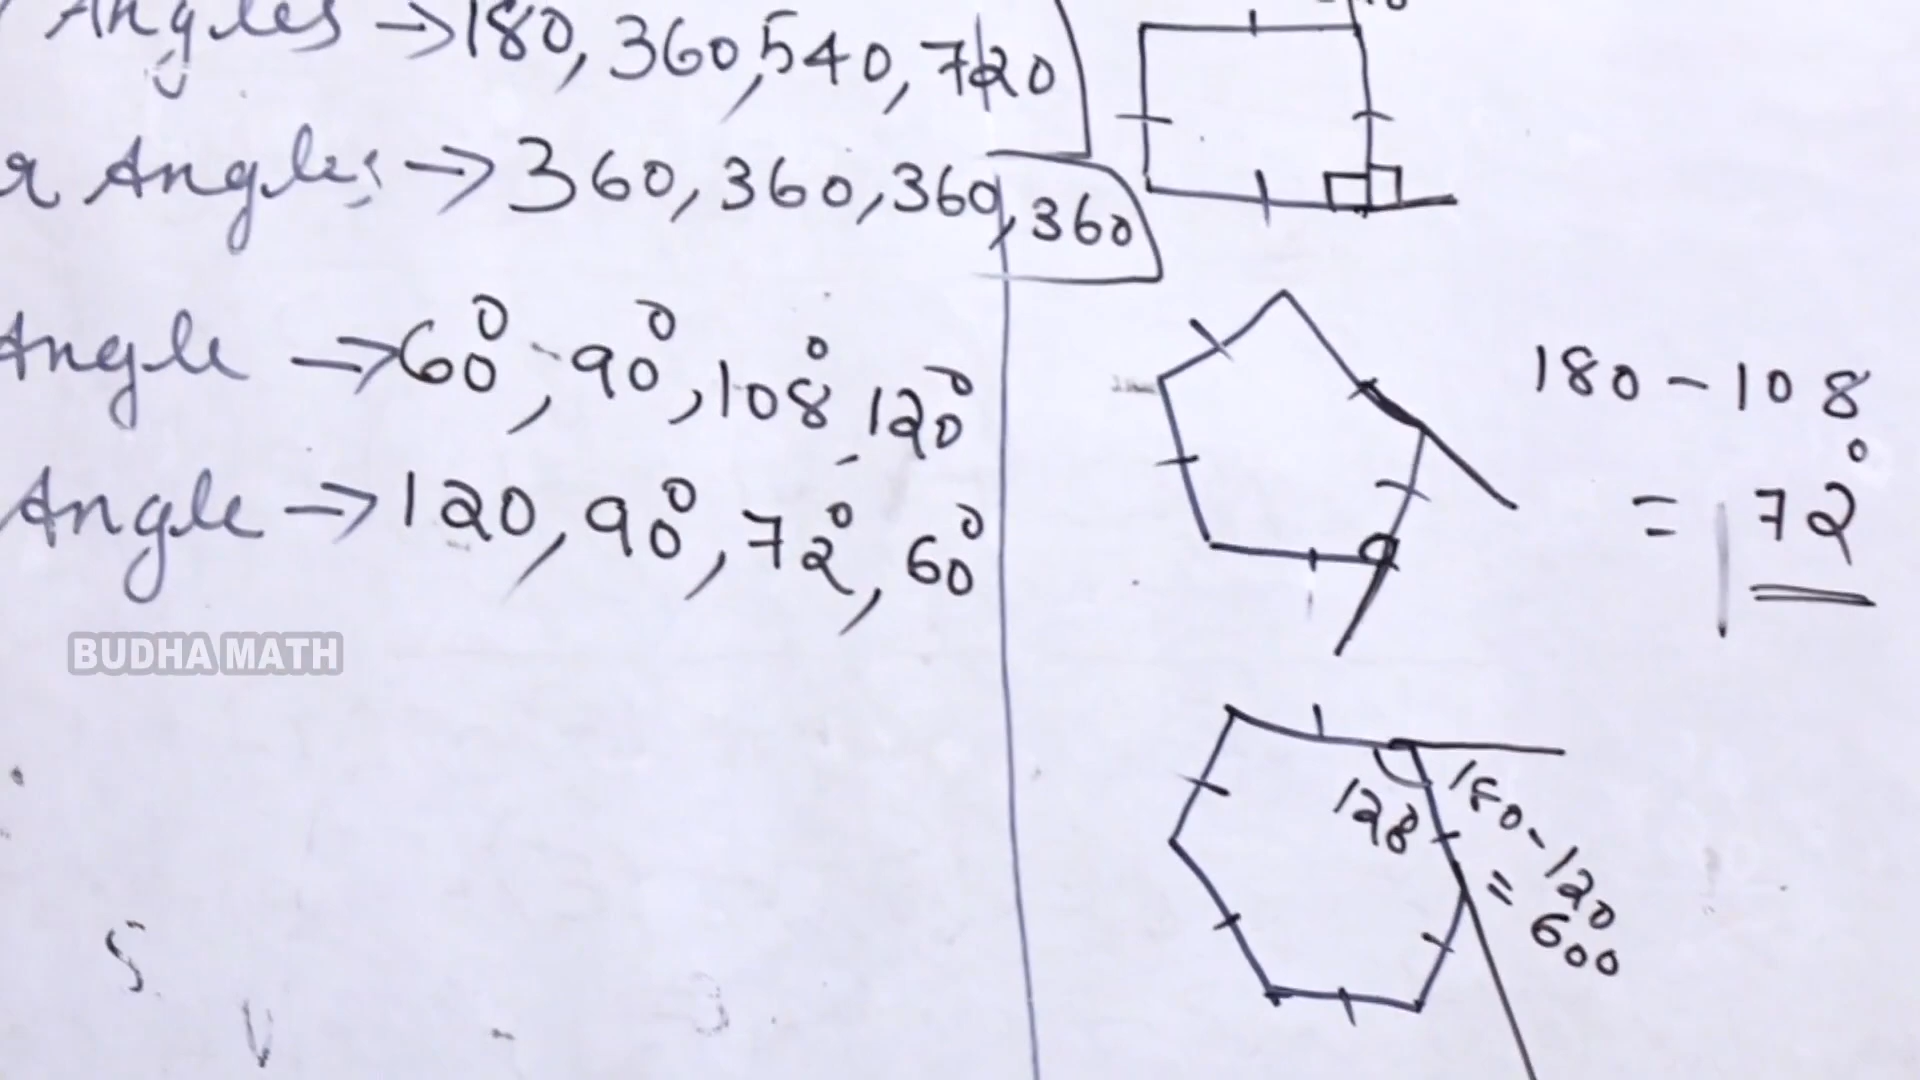 Angles → 180, 360, 540, 720
r Angles → 360, 360, 360, 360
Angle → 60°, 90°, 108° 120°
Angle → 120, 90°, 72°, 60°
180 - 108
= 72°
BUDHA MATH
120
180 - 120
= 60°